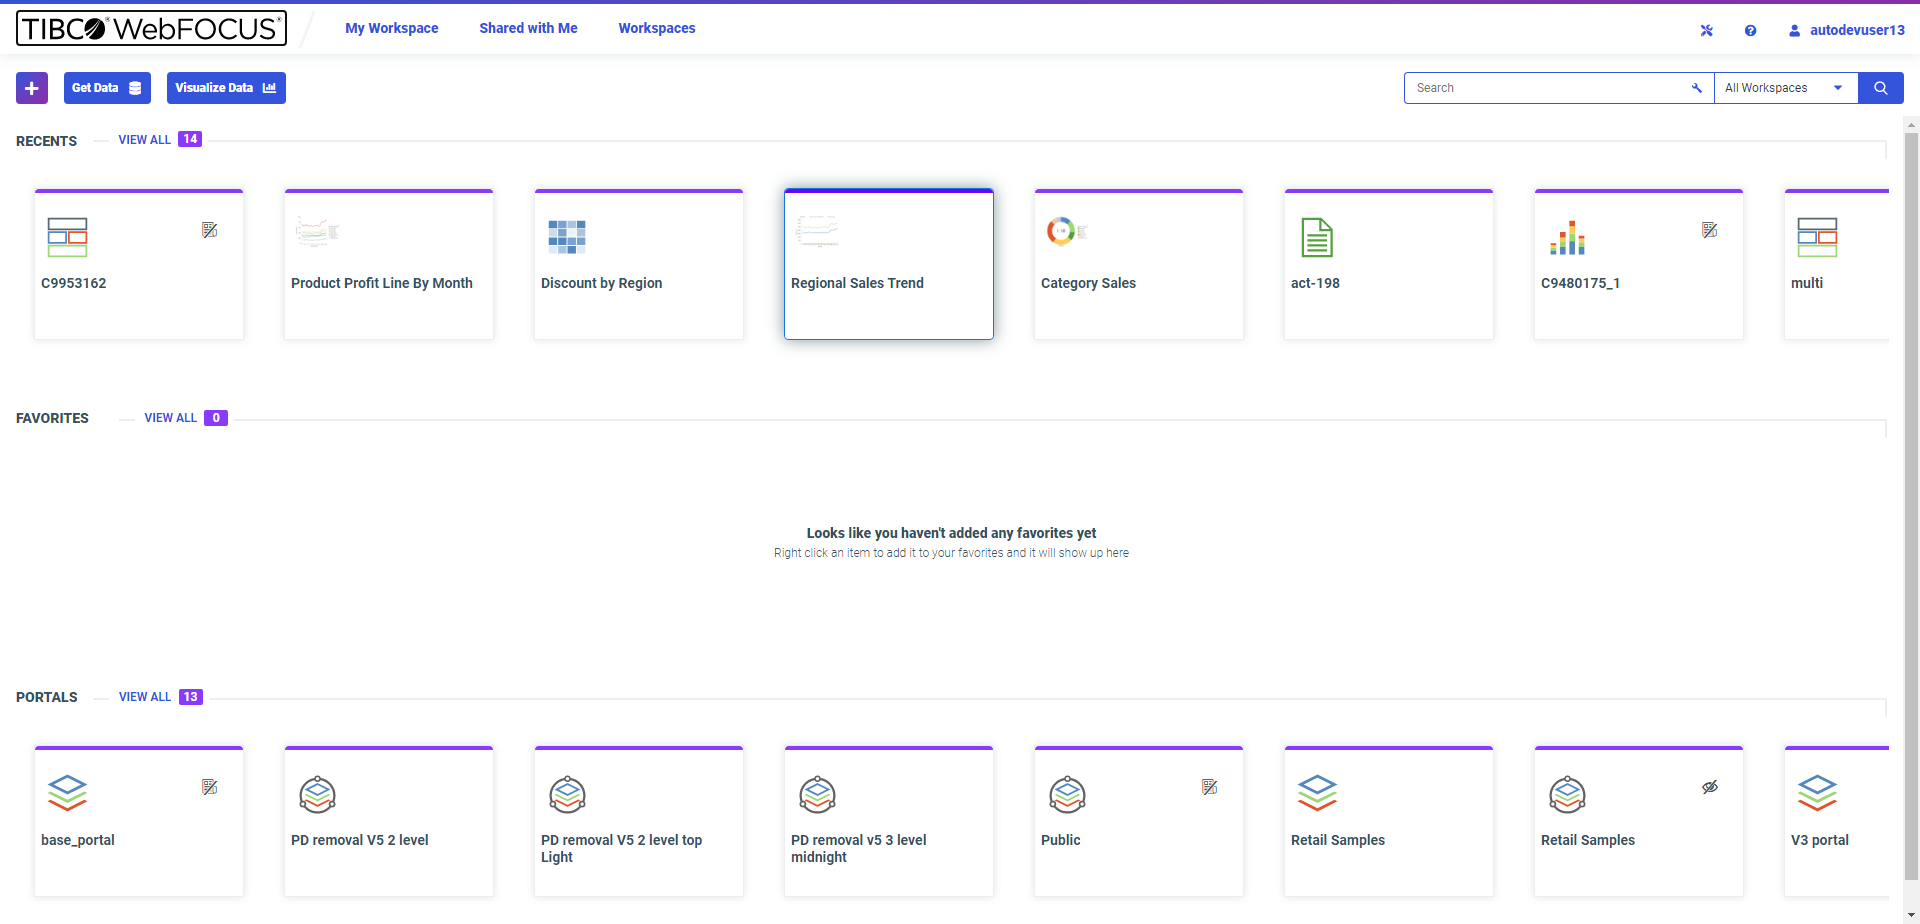 TIBCO® WebFOCUS®
My Workspace
Shared with Me
Workspaces
autodevuser13
Get Data
Visualize Data
Search
All Workspaces
RECENTS
VIEW ALL 14
C9953162
Product Profit Line By Month
Discount by Region
Regional Sales Trend
Category Sales
act-198
C9480175_1
multi
FAVORITES
VIEW ALL 0
Looks like you haven't added any favorites yet
Right click an item to add it to your favorites and it will show up here
PORTALS
VIEW ALL 13
base_portal
PD removal V5 2 level
PD removal V5 2 level top
Light
PD removal v5 3 level
midnight
Public
Retail Samples
Retail Samples
V3 portal